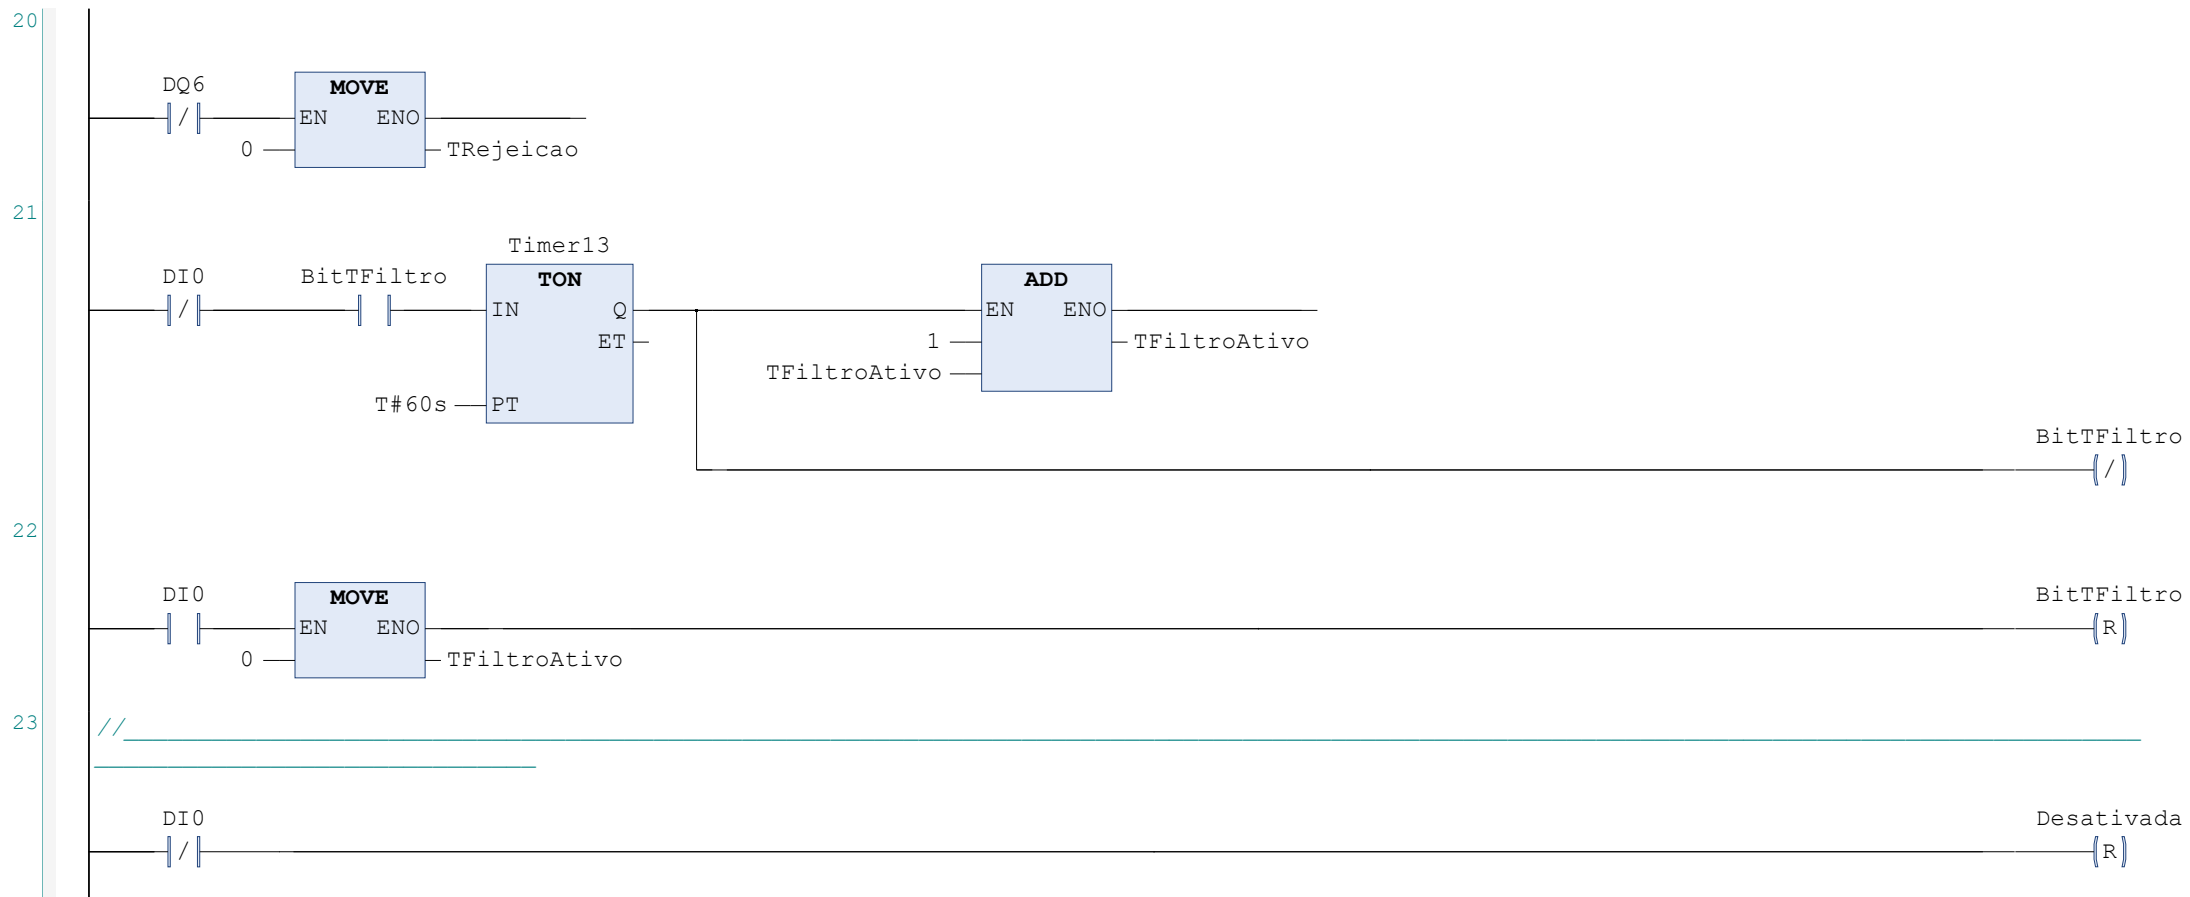 20
DQ6
MOVE
EN ENO
0 TRejeicao
21
Timer13
DI0 BitTFiltro TON ADD
IN Q EN ENO
ET 1 TFiltroAtivo
TFiltroAtivo
T#60s PT
BitTFiltro
22
DI0 MOVE BitTFiltro
EN ENO R
0 TFiltroAtivo
23
//
DI0 Desativada
R